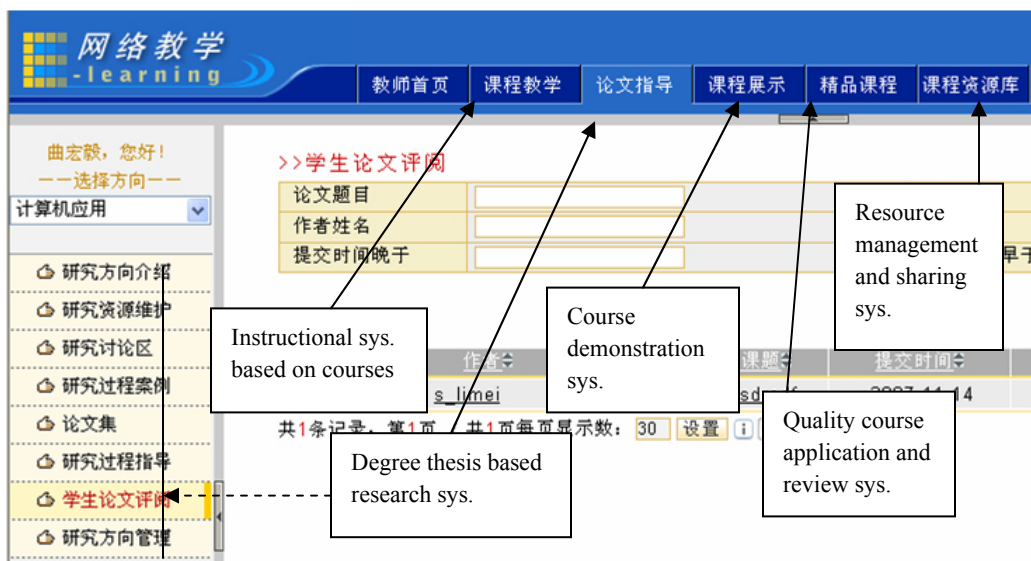 网络教学
-learning
教师首页 课程教学 论文指导 课程展示 精品课程 课程资源库
曲宏毅，您好！
——选择方向——
计算机应用
研究方向介绍
研究资源维护
研究讨论区
研究过程案例
论文集
研究过程指导
学生论文评阅
研究方向管理
>>学生论文评阅
论文题目
作者姓名
提交时间晚于
早于
Resource
management
and sharing
sys.
Instructional sys.
based on courses
Course
demonstration
sys.
作者 课题 提交时间
s_limei
共1条记录，第1页 共1页每页显示数： 30 设置
Degree thesis based
research sys.
Quality course
application and
review sys.